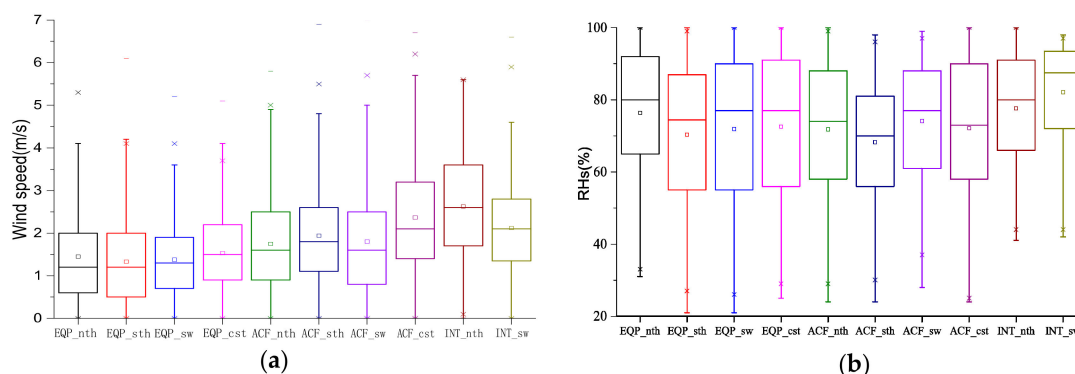 7
6
5
4
3
2
1
0
Wind speed(m/s)
EQP_nth EQP_sth EQP_sw EQP_cst ACF_nth ACF_sth ACF_sw ACF_cst INT_nth INT_sw
(a)
100
80
60
40
20
RHs(%)
EQP_nth EQP_sth EQP_sw EQP_cst ACF_nth ACF_sth ACF_sw ACF_cst INT_nth INT_sw
(b)